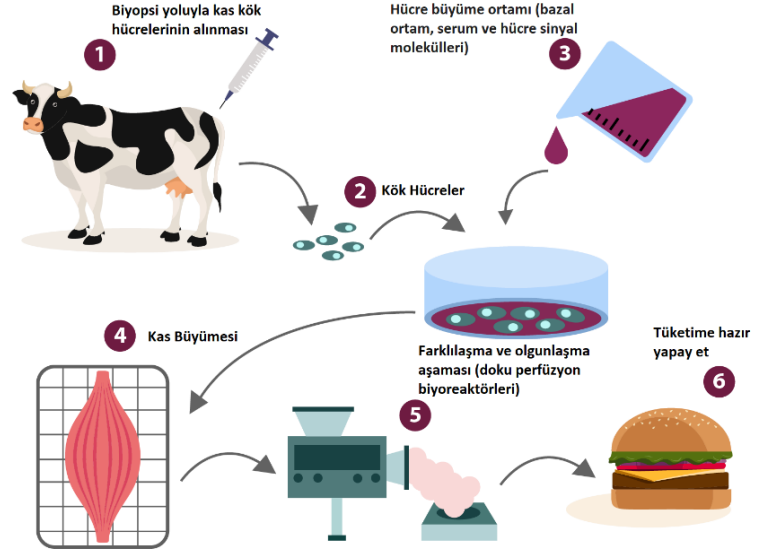 Biyopsi yoluyla kas kök
hücrelerinin alınması
1
Hücre büyüme ortamı (bazal
ortam, serum ve hücre sinyal
molekülleri)
3
2
Kök Hücreler
4
Kas Büyümesi
Farklılaşma ve olgunlaşma
aşaması (doku perfüzyon
biyoreaktörleri)
5
Tüketime hazır
yapay et
6